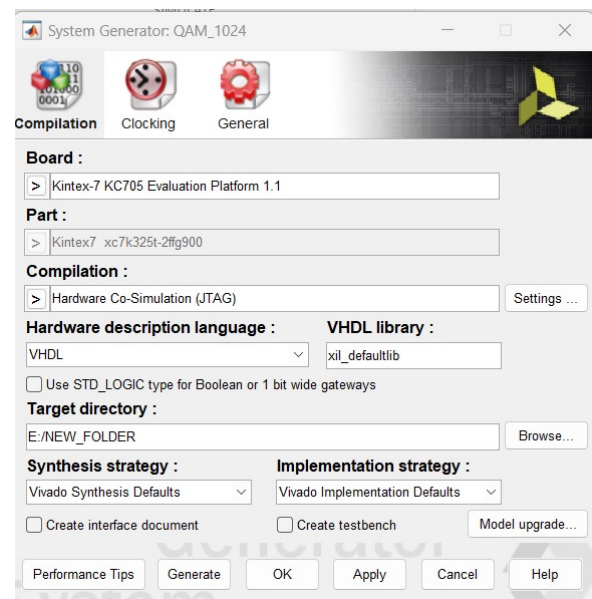 System Generator: QAM_1024
Compilation Clocking General
Board :
> Kintex-7 KC705 Evaluation Platform 1.1
Part :
> Kintex7 xc7k325t-2ffg900
Compilation :
> Hardware Co-Simulation (JTAG) Settings ...
Hardware description language : VHDL library :
VHDL xil_defaultlib
Use STD_LOGIC type for Boolean or 1 bit wide gateways
Target directory :
E:/NEW_FOLDER Browse...
Synthesis strategy : Implementation strategy :
Vivado Synthesis Defaults Vivado Implementation Defaults
Create interface document Create testbench Model upgrade...
Performance Tips Generate OK Apply Cancel Help